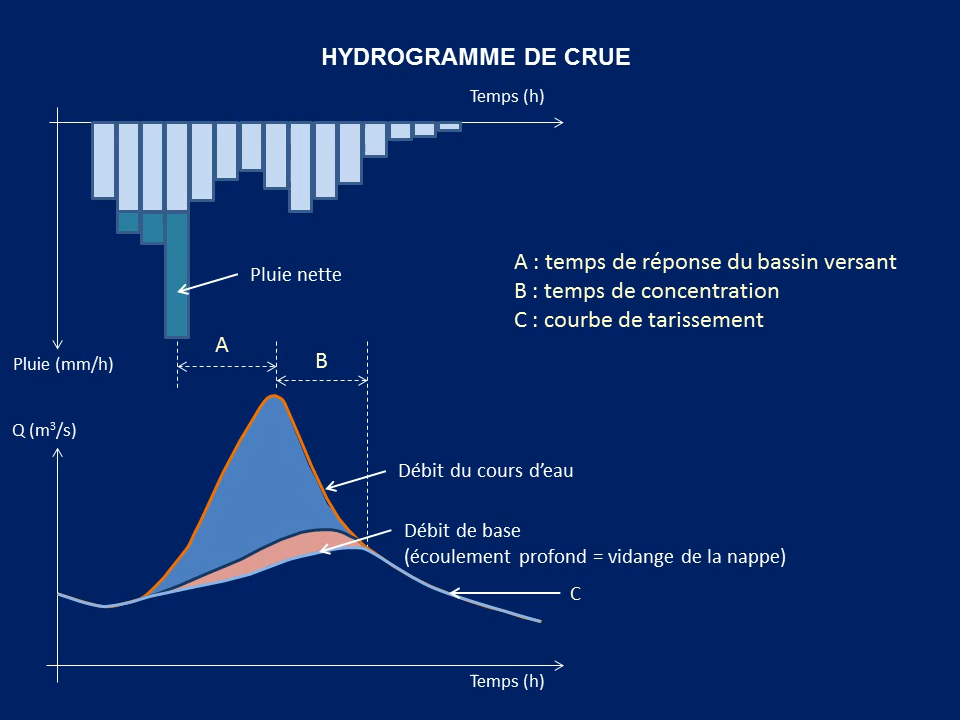 HYDROGRAMME DE CRUE
Temps (h)
Pluie nette
A : temps de réponse du bassin versant
B : temps de concentration
C : courbe de tarissement
A
B
Pluie (mm/h)
Q (m³/s)
Débit du cours d’eau
Débit de base
(écoulement profond = vidange de la nappe)
C
Temps (h)